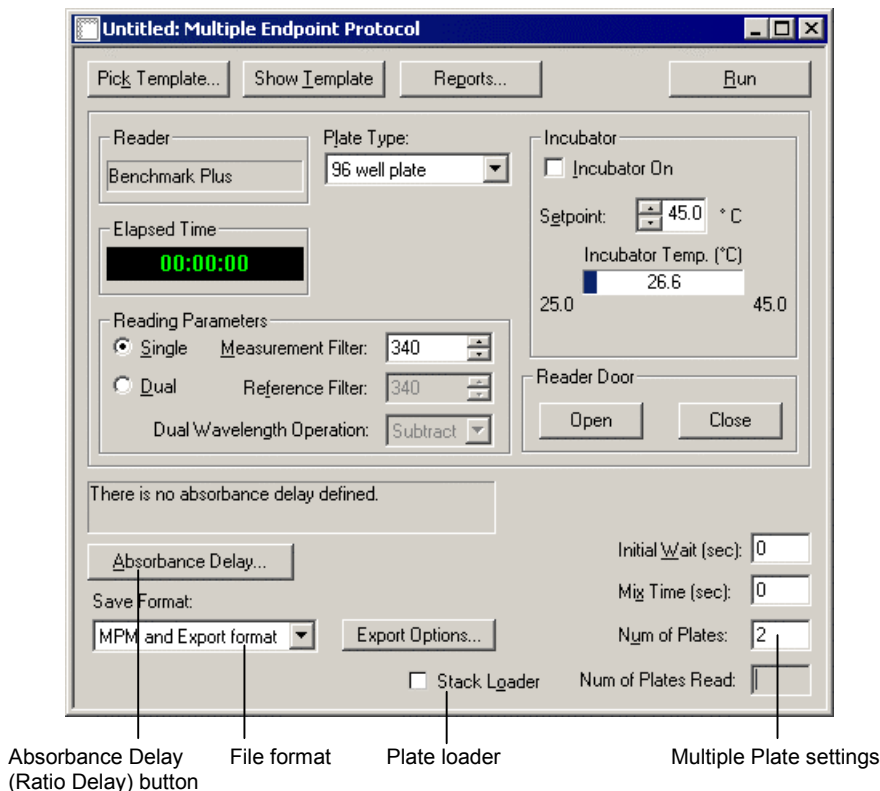 Untitled: Multiple Endpoint Protocol
Pick Template... Show Template Reports... Run
Reader
Benchmark Plus
Plate Type:
96 well plate
Incubator
Incubator On
Setpoint: 45.0 ° C
Incubator Temp. (°C)
26.6
25.0 45.0
Elapsed Time
00:00:00
Reading Parameters
Single Measurement Filter: 340
Dual Reference Filter: 340
Dual Wavelength Operation: Subtract
Reader Door
Open Close
There is no absorbance delay defined.
Absorbance Delay...
Save Format:
MPM and Export format Export Options...
Stack Loader
Initial Wait (sec): 0
Mix Time (sec): 0
Num of Plates: 2
Num of Plates Read:
Absorbance Delay
(Ratio Delay) button
File format
Plate loader
Multiple Plate settings